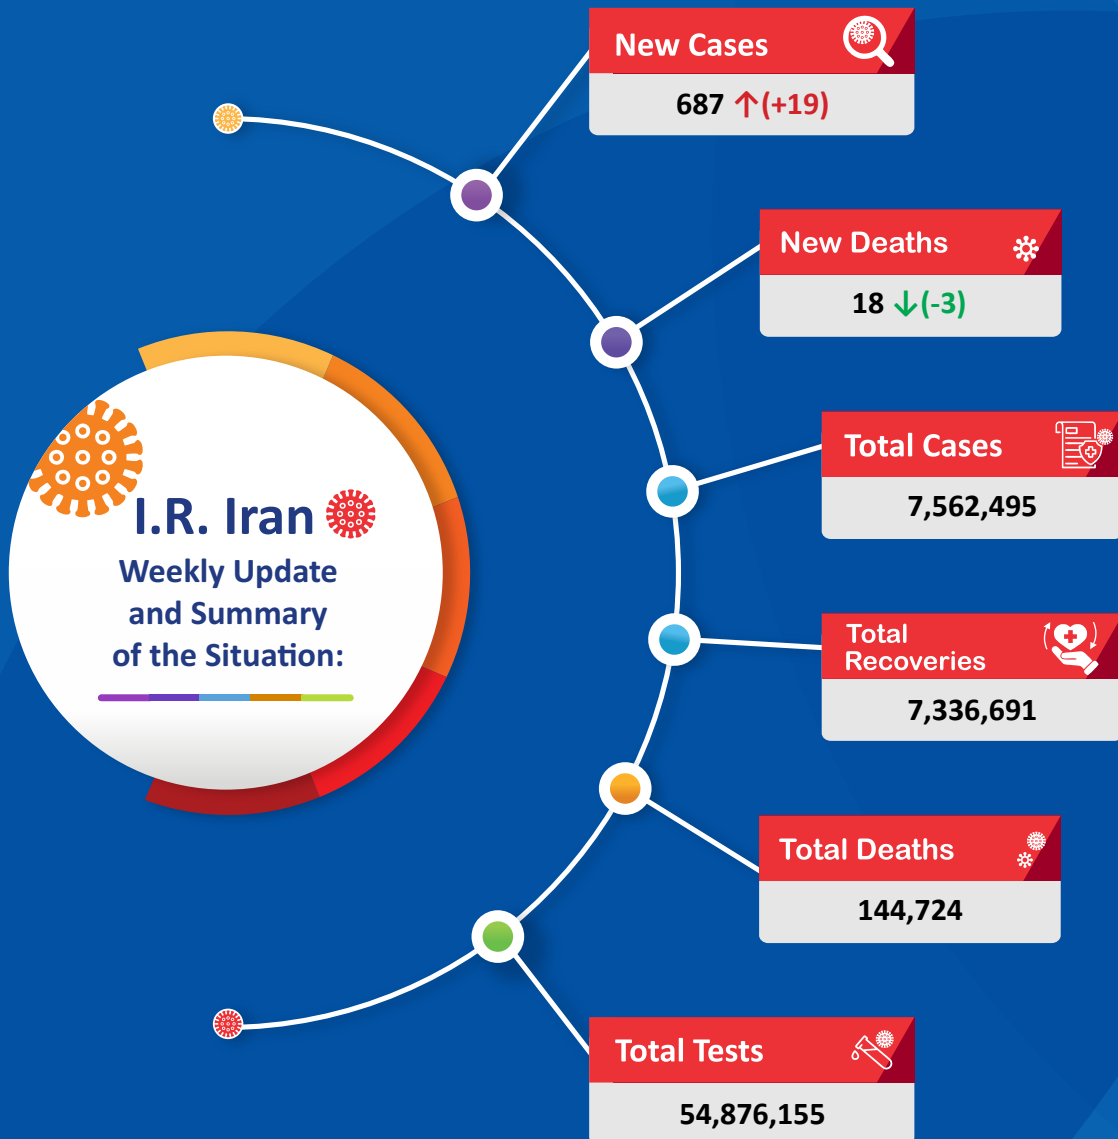 New Cases
687 ↑(+19)
New Deaths
18 ↓(-3)
Total Cases
7,562,495
I.R. Iran
Weekly Update
and Summary
of the Situation:
Total
Recoveries
7,336,691
Total Deaths
144,724
Total Tests
54,876,155